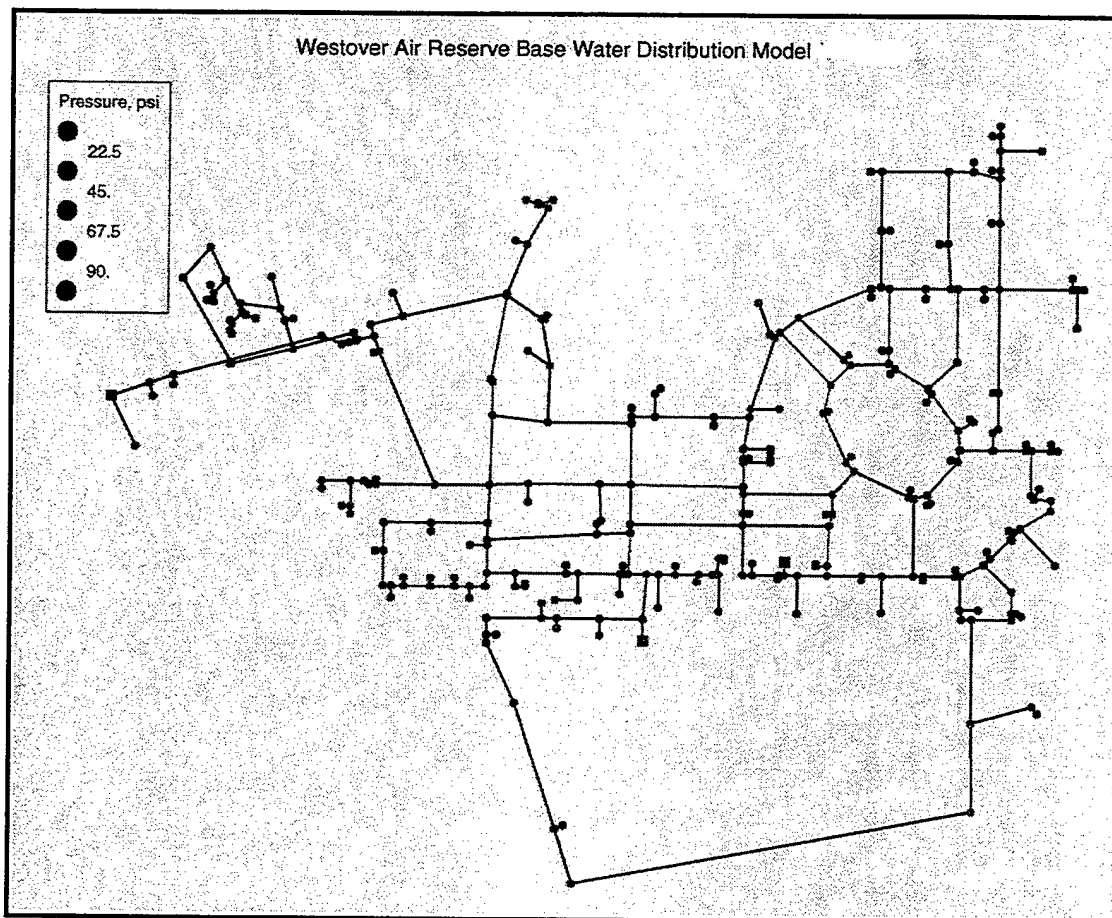 Westover Air Reserve Base Water Distribution Model
Pressure, psi
22.5
45.
67.5
90.